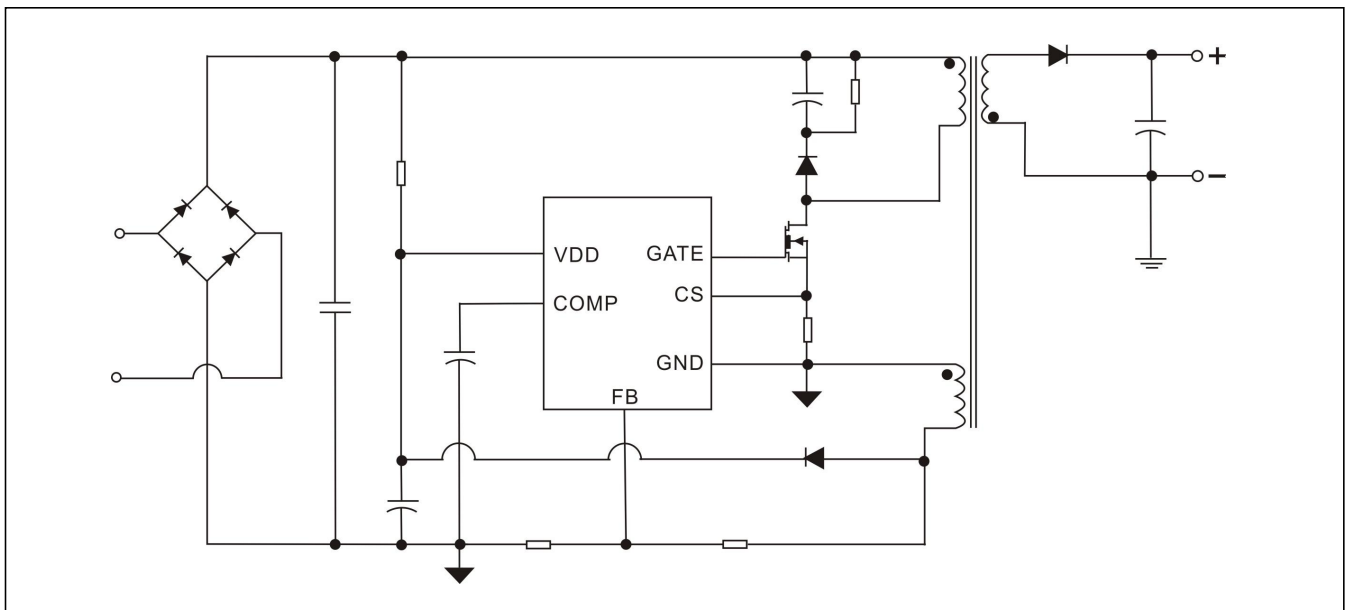 +
VDD
GATE
COMP
CS
GND
FB
−